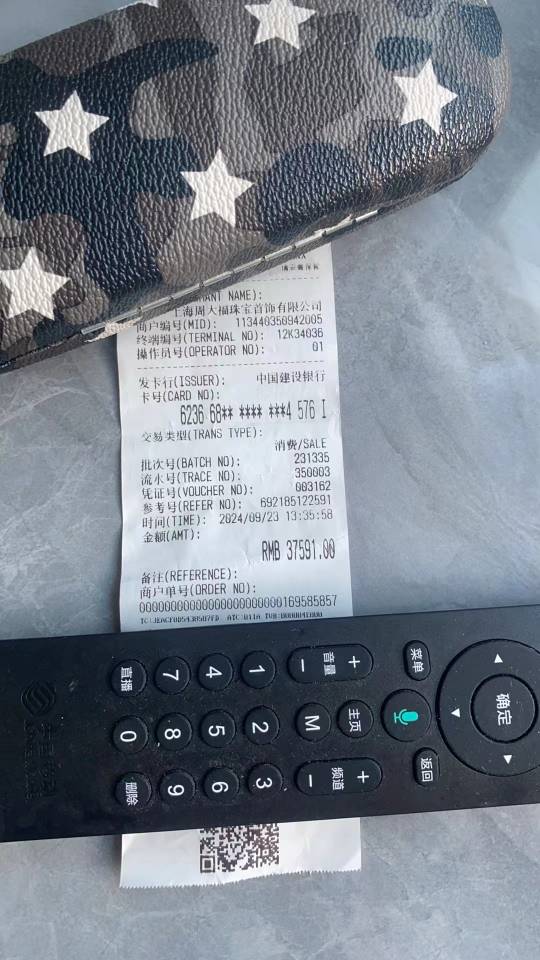 请妥善保管
ANT NAME):
上海周大福珠宝首饰有限公司
商户编号(MID): 113440350942005
终端编号(TERMINAL NO): 12K34036
操作员号(OPERATOR NO): 01
发卡行(ISSUER): 中国建设银行
卡号(CARD NO):
6236 68** **** ***4 576 I
交易类型(TRANS TYPE):
消费/SALE
批次号(BATCH NO): 231335
流水号(TRACE NO): 350003
凭证号(VOUCHER NO): 003162
参考号(REFER NO): 692185122591
时间(TIME): 2024/09/23 13:35:58
金额(AMT):
RMB 37591.00
备注(REFERENCE):
商户单号(ORDER NO):
0000000000000000000000169585857
直播 7 4 1 − 音量 + 菜单
0 8 5 2 M 主页 确定
删除 9 6 3 − 频道 + 返回